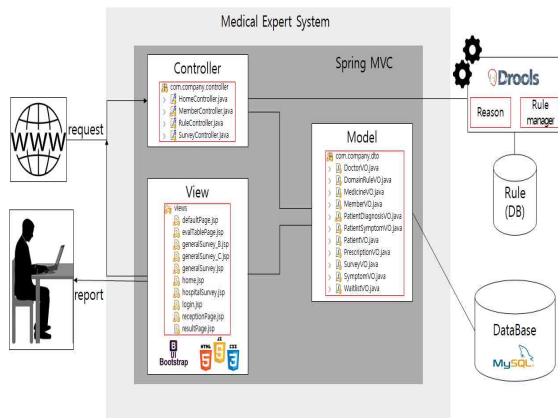 Medical Expert System
Spring MVC
Controller
com.company.controller
HomeController.java
MemberController.java
RuleController.java
SurveyController.java
View
views
defaultPage.jsp
evalTablePage.jsp
generalSurvey_B.jsp
generalSurvey_C.jsp
generalSurvey.jsp
home.jsp
hospitalSurvey.jsp
login.jsp
receptionPage.jsp
resultPage.jsp
B
UI
Bootstrap
HTML
5
JS
5
CSS
3
Model
com.company.dto
DoctorVO.java
DomainRuleVO.java
MedicineVO.java
MemberVO.java
PatientDiagnosisVO.java
PatientSymptomVO.java
PatientVO.java
PrescriptionVO.java
SurveyVO.java
SymptomVO.java
WaitlistVO.java
WWW
request
report
Drools
Reason
Rule
manager
Rule
(DB)
DataBase
MySQL